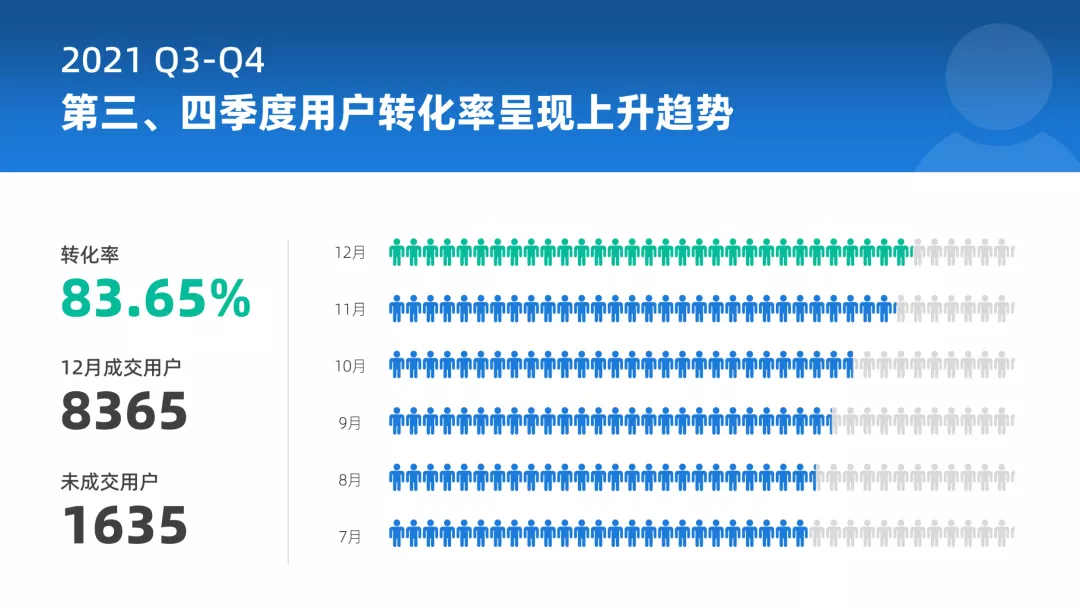 2021 Q3-Q4
第三、四季度用户转化率呈现上升趋势
转化率
83.65%
12月成交用户
8365
未成交用户
1635
12月
11月
10月
9月
8月
7月